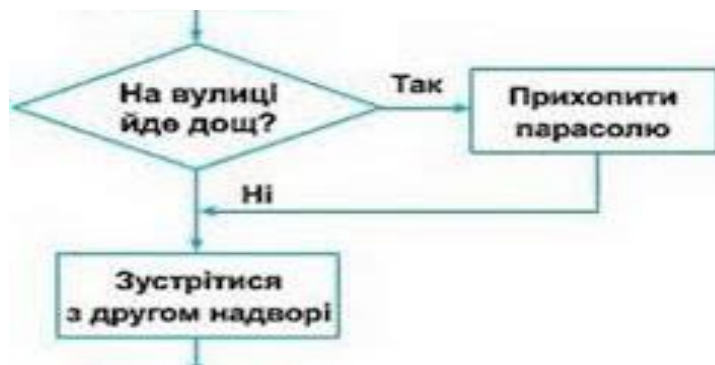 На вулиці
йде дощ?
Так
Прихопити
парасолю
Ні
Зустрітися
з другом надворі